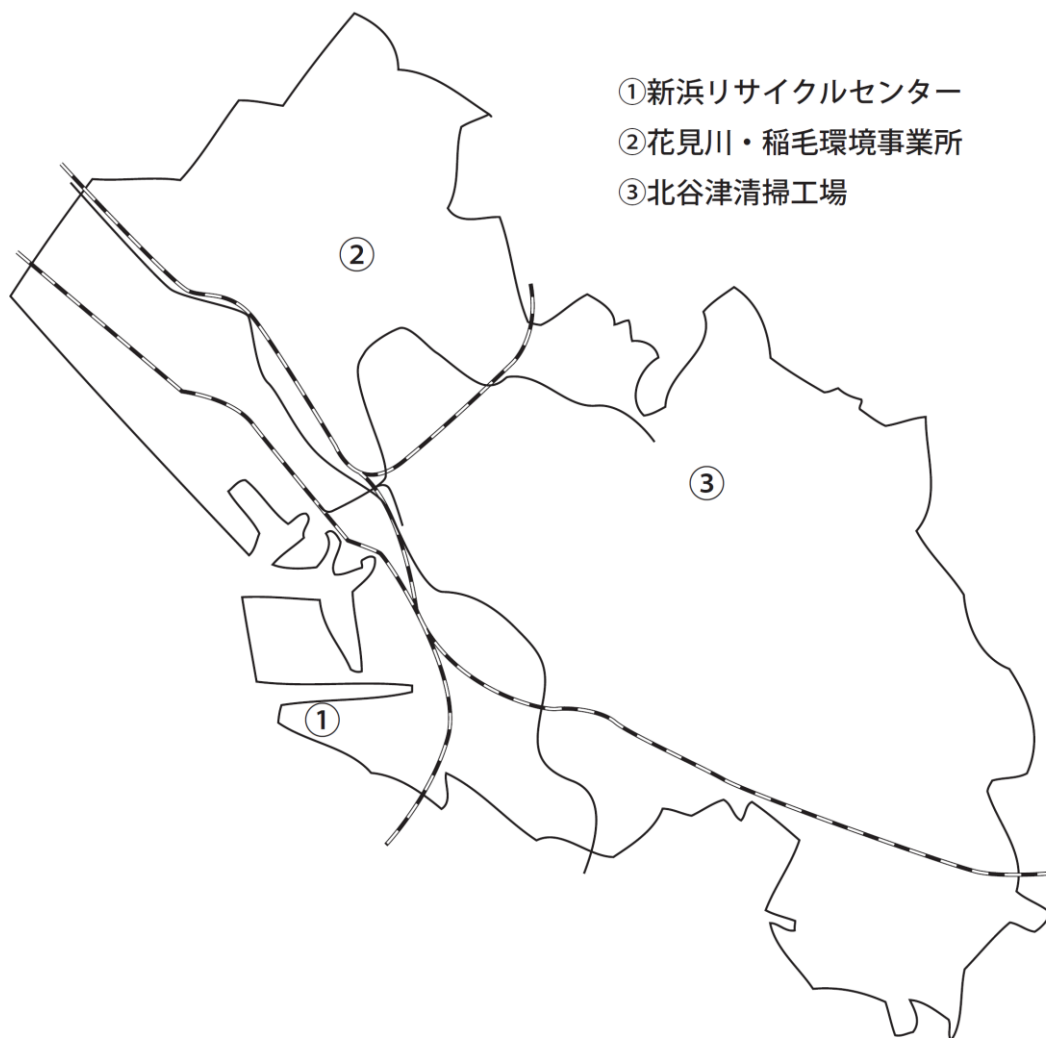 ①新浜リサイクルセンター
②花見川・稲毛環境事業所
③北谷津清掃工場
②
③
①